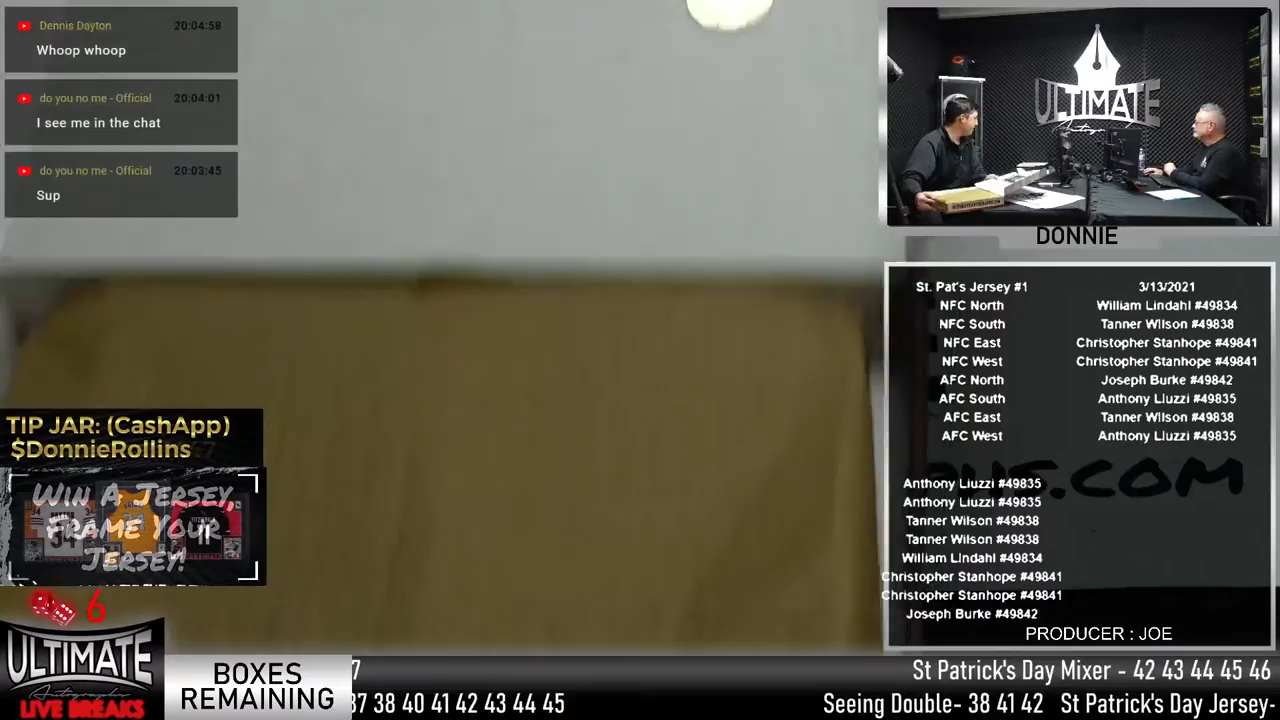 Dennis Dayton 20:04:58
Whoop whoop
do you no me - Official 20:04:01
I see me in the chat
do you no me - Official 20:03:45
Sup
ULTIMATE
DONNIE
St. Pat's Jersey #1 3/13/2021
NFC North William Lindahl #49834
NFC South Tanner Wilson #49838
NFC East Christopher Stanhope #49841
NFC West Christopher Stanhope #49841
AFC North Joseph Burke #49842
AFC South Anthony Liuzzi #49835
AFC East Tanner Wilson #49838
AFC West Anthony Liuzzi #49835
PHS.COM
Anthony Liuzzi #49835
Anthony Liuzzi #49835
Tanner Wilson #49838
Tanner Wilson #49838
William Lindahl #49834
Christopher Stanhope #49841
Christopher Stanhope #49841
Joseph Burke #49842
PRODUCER : JOE
TIP JAR: (CashApp)
$DonnieRollins
WIN A JERSEY,
FRAME YOUR
JERSEY!
6
ULTIMATE
Autographs
LIVE BREAKS
BOXES
REMAINING
7 St Patrick's Day Mixer - 42 43 44 45 46
37 38 40 41 42 43 44 45 Seeing Double- 38 41 42 St Patrick's Day Jersey-